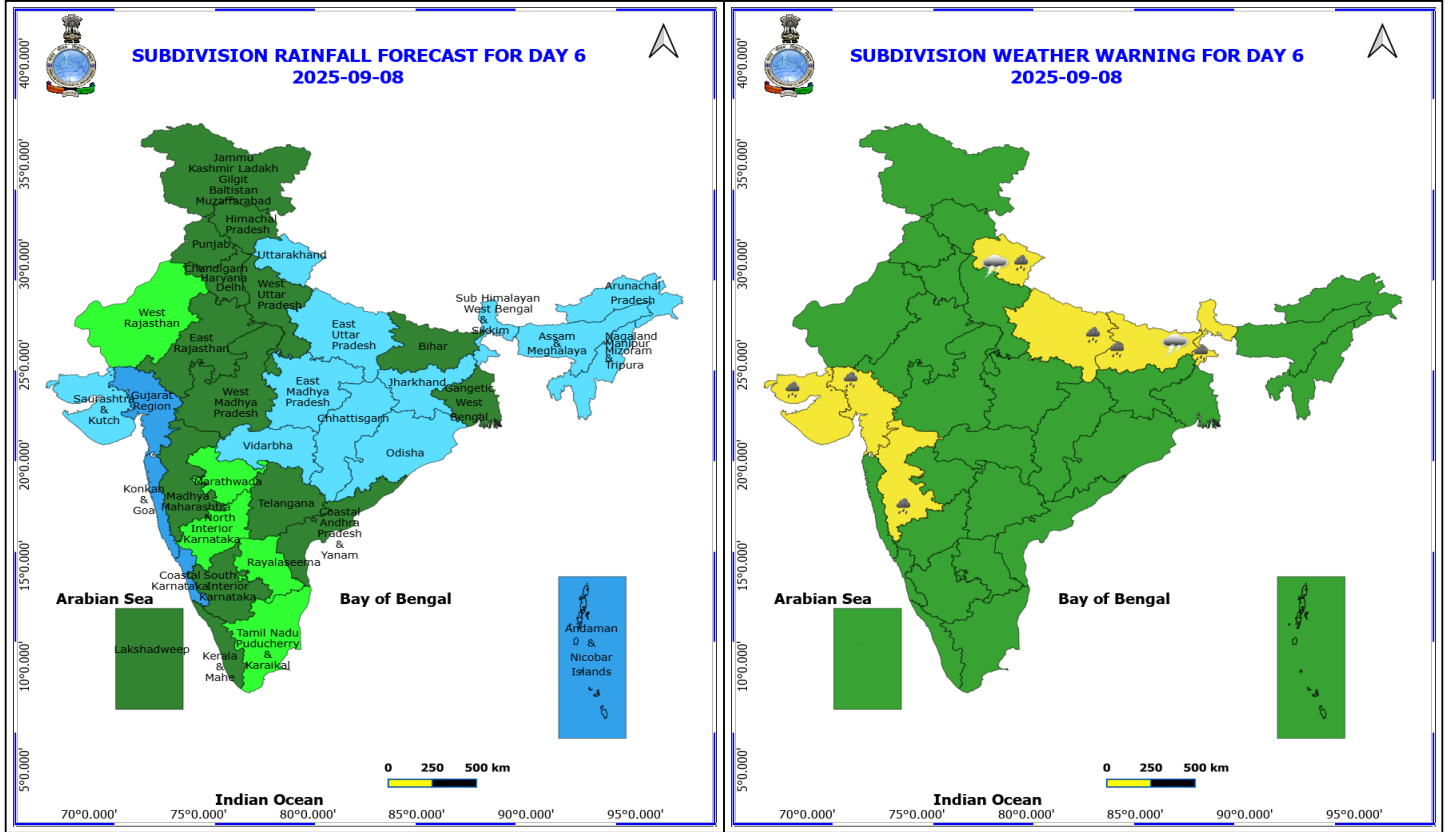 SUBDIVISION RAINFALL FORECAST FOR DAY 6
2025-09-08
40°0.000'
35°0.000'
30°0.000'
25°0.000'
20°0.000'
15°0.000'
10°0.000'
5°0.000'
Jammu
Kashmir Ladakh
Gilgit
Baltistan
Muzaffarabad
Himachal
Pradesh
Punjab
Uttarakhand
Chandigarh
Haryana
Delhi
West
Uttar
Pradesh
West
Rajasthan
East
Rajasthan
East
Uttar
Pradesh
Bihar
Sub Himalayan
West Bengal
&
Sikkim
Arunachal
Pradesh
Assam
&
Meghalaya
Nagaland
Manipur
Mizoram
&
Tripura
Saurashtra
&
Kutch
Gujarat
Region
West
Madhya
Pradesh
East
Madhya
Pradesh
Jharkhand
Gangetic
West
Bengal
Chhattisgarh
Vidarbha
Odisha
Konkan
&
Goa
Madhya
Maharashtra
Marathwada
Telangana
North
Interior
Karnataka
Coastal
Andhra
Pradesh
&
Yanam
Rayalaseema
Coastal
Karnataka
South
Interior
Karnataka
Arabian Sea
Bay of Bengal
Lakshadweep
Kerala
&
Mahe
Tamil Nadu
Puducherry
&
Karaikal
Andaman
&
Nicobar
Islands
0 250 500 km
Indian Ocean
70°0.000' 75°0.000' 80°0.000' 85°0.000' 90°0.000' 95°0.000'
SUBDIVISION WEATHER WARNING FOR DAY 6
2025-09-08
40°0.000'
35°0.000'
30°0.000'
25°0.000'
20°0.000'
15°0.000'
10°0.000'
5°0.000'
Arabian Sea
Bay of Bengal
0 250 500 km
Indian Ocean
70°0.000' 75°0.000' 80°0.000' 85°0.000' 90°0.000' 95°0.000'